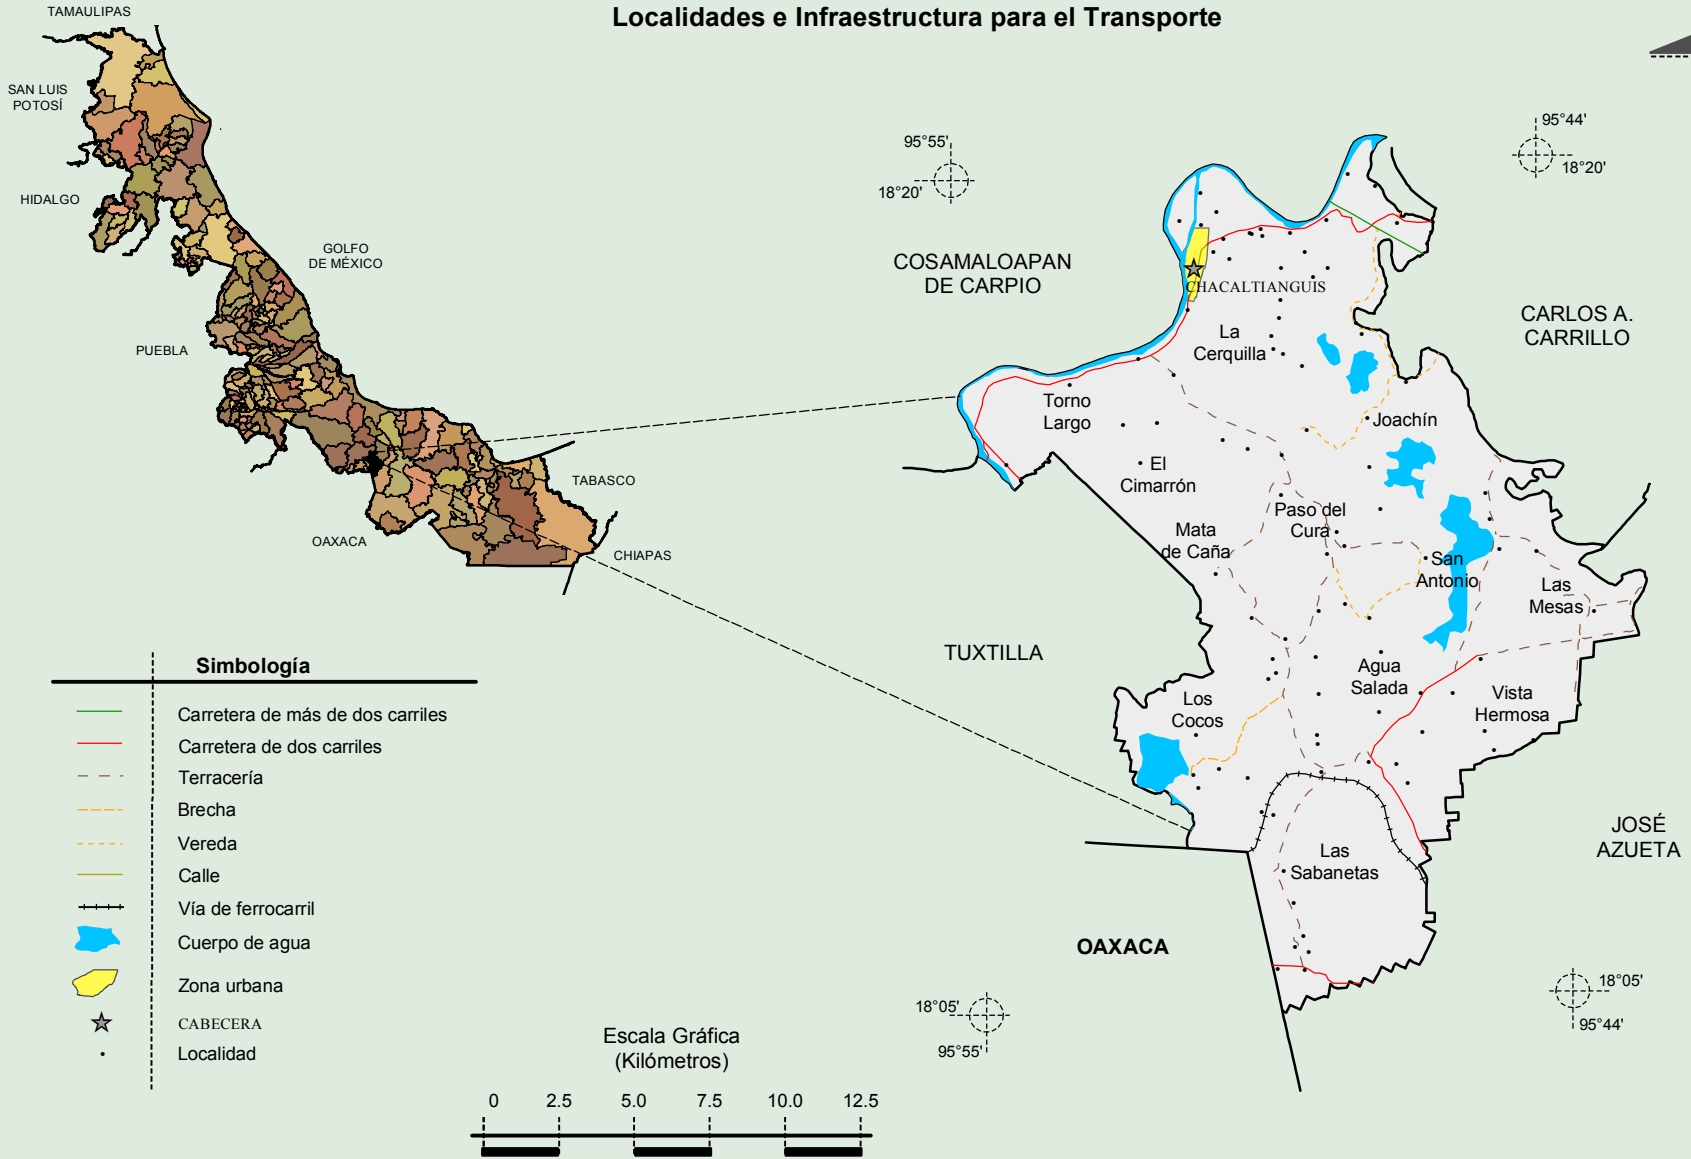 Localidades e Infraestructura para el Transporte
TAMAULIPAS
SAN LUIS
POTOSÍ
HIDALGO
GOLFO
DE MÉXICO
PUEBLA
TABASCO
OAXACA
CHIAPAS
95°55'
18°20'
95°44'
18°20'
COSAMALOAPAN
DE CARPIO
CHACALTIANGUIS
CARLOS A.
CARRILLO
La
Cerquilla
Torno
Largo
Joachín
El
Cimarrón
Paso del
Cura
Mata
de Caña
San
Antonio
Las
Mesas
TUXTILLA
Agua
Salada
Los
Cocos
Vista
Hermosa
JOSÉ
AZUETA
Las
Sabanetas
OAXACA
18°05'
95°55'
18°05'
95°44'
Simbología
Carretera de más de dos carriles
Carretera de dos carriles
Terracería
Brecha
Vereda
Calle
Vía de ferrocarril
Cuerpo de agua
Zona urbana
CABECERA
Localidad
Escala Gráfica
(Kilómetros)
0 2.5 5.0 7.5 10.0 12.5